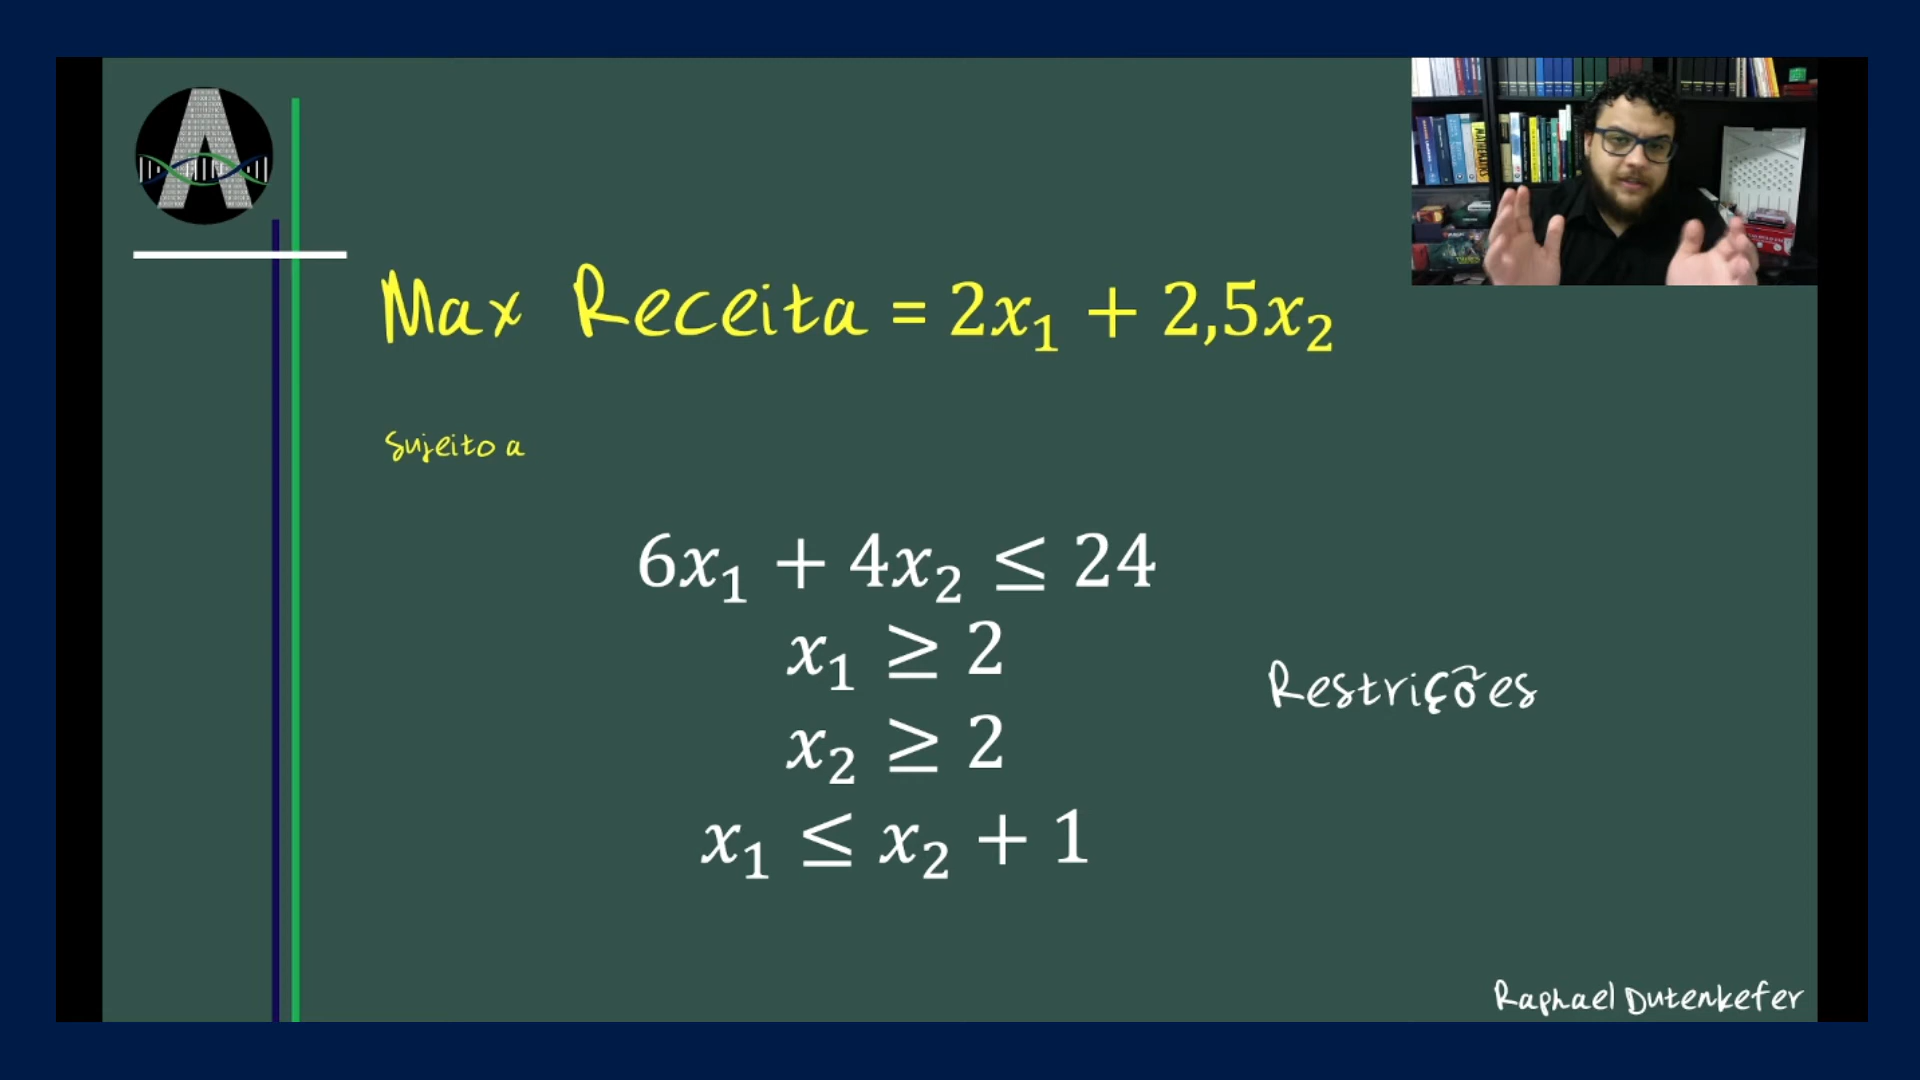 Max Receita = 2x₁ + 2,5x₂
Sujeito a
6x₁ + 4x₂ ≤ 24
x₁ ≥ 2
x₂ ≥ 2
Restrições
x₁ ≤ x₂ + 1
Raphael Dutenkefer